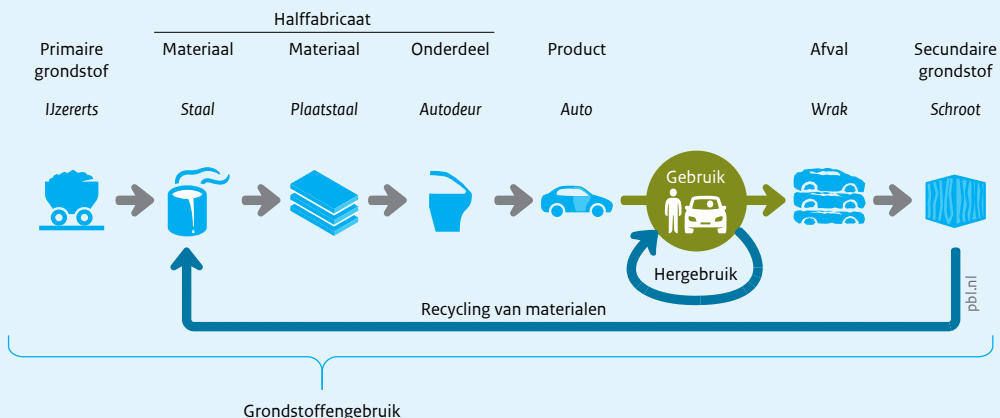 Halffabricaat
Primaire
grondstof
Materiaal
Materiaal
Onderdeel
Product
Afval
Secundaire
grondstof
IJzererts
Staal
Plaatstaal
Autodeur
Auto
Wrak
Schroot
Gebruik
Hergebruik
Recycling van materialen
pbl.nl
Grondstoffengebruik